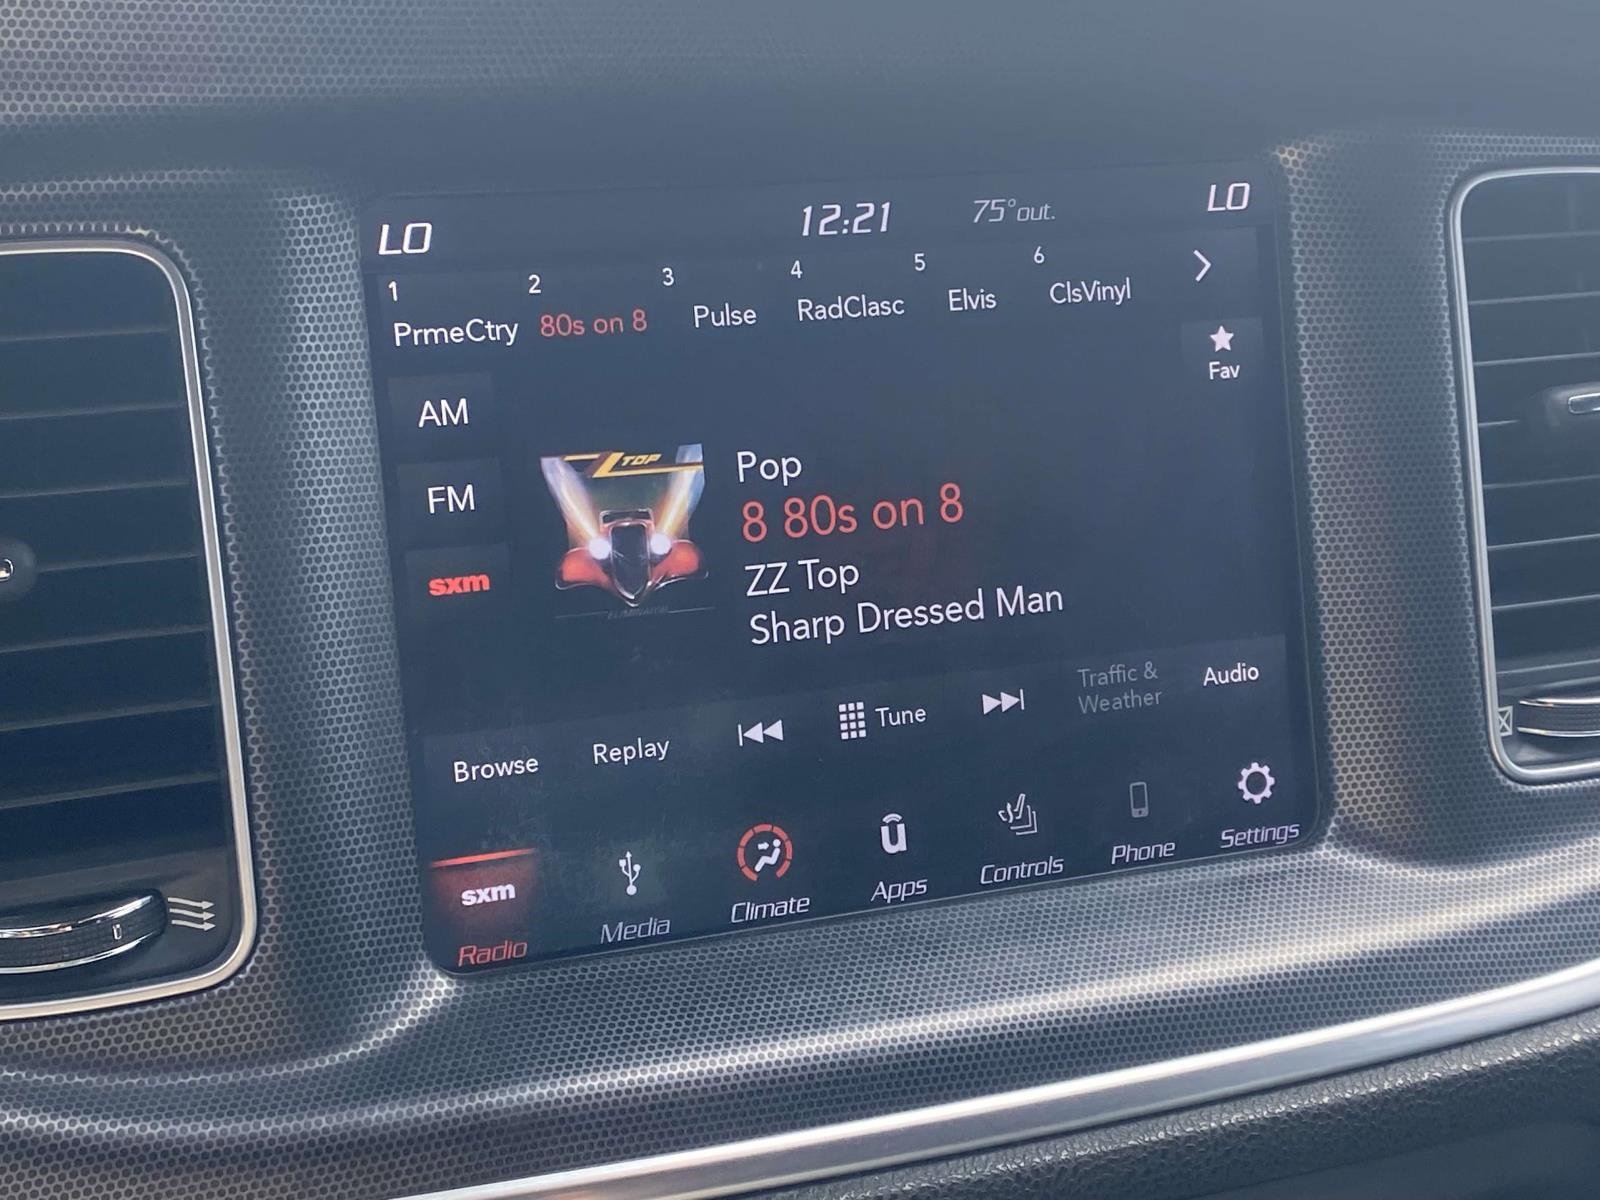 LO 12:21 75°out. LO
1 2 3 4 5 6
PrmeCtry 80s on 8 Pulse RadClasc Elvis ClsVinyl
Fav
AM
FM
sxm
Z TOP
ELIMINATOR
Pop
8 80s on 8
ZZ Top
Sharp Dressed Man
Browse Replay Tune Traffic & Weather Audio
sxm
Radio Media Climate Apps Controls Phone Settings